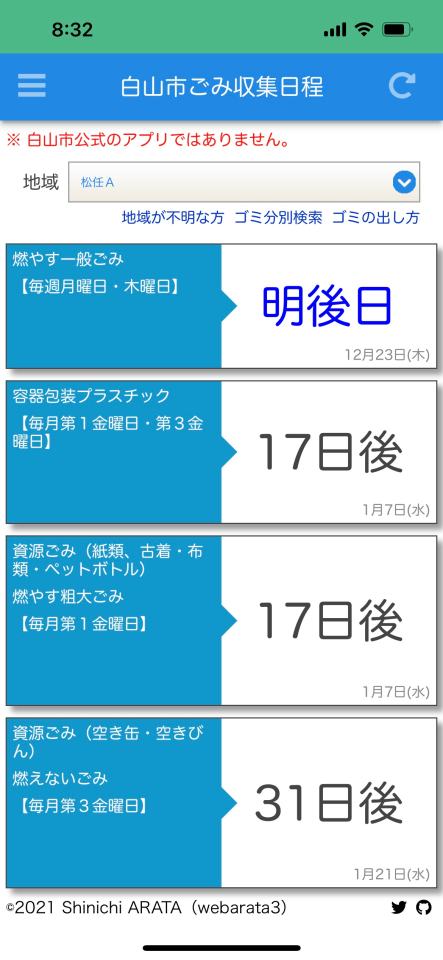 8:32
白山市ごみ収集日程
※ 白山市公式のアプリではありません。
地域 松任A
地域が不明な方 ゴミ分別検索 ゴミの出し方
燃やす一般ごみ
【毎週月曜日・木曜日】
明後日
12月23日(木)
容器包装プラスチック
【毎月第１金曜日・第３金
曜日】
17日後
1月7日(水)
資源ごみ（紙類、古着・布
類・ペットボトル）
燃やす粗大ごみ
【毎月第１金曜日】
17日後
1月7日(水)
資源ごみ（空き缶・空きび
ん）
燃えないごみ
【毎月第３金曜日】
31日後
1月21日(水)
©2021 Shinichi ARATA（webarata3）